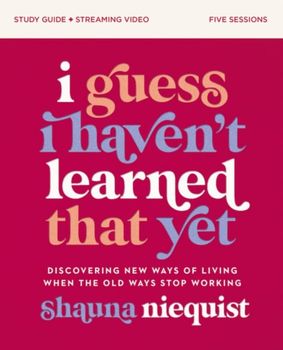 STUDY GUIDE + STREAMING VIDEO FIVE SESSIONS
i guess
i haven't
learned
that yet
DISCOVERING NEW WAYS OF LIVING
WHEN THE OLD WAYS STOP WORKING
shauna niequist